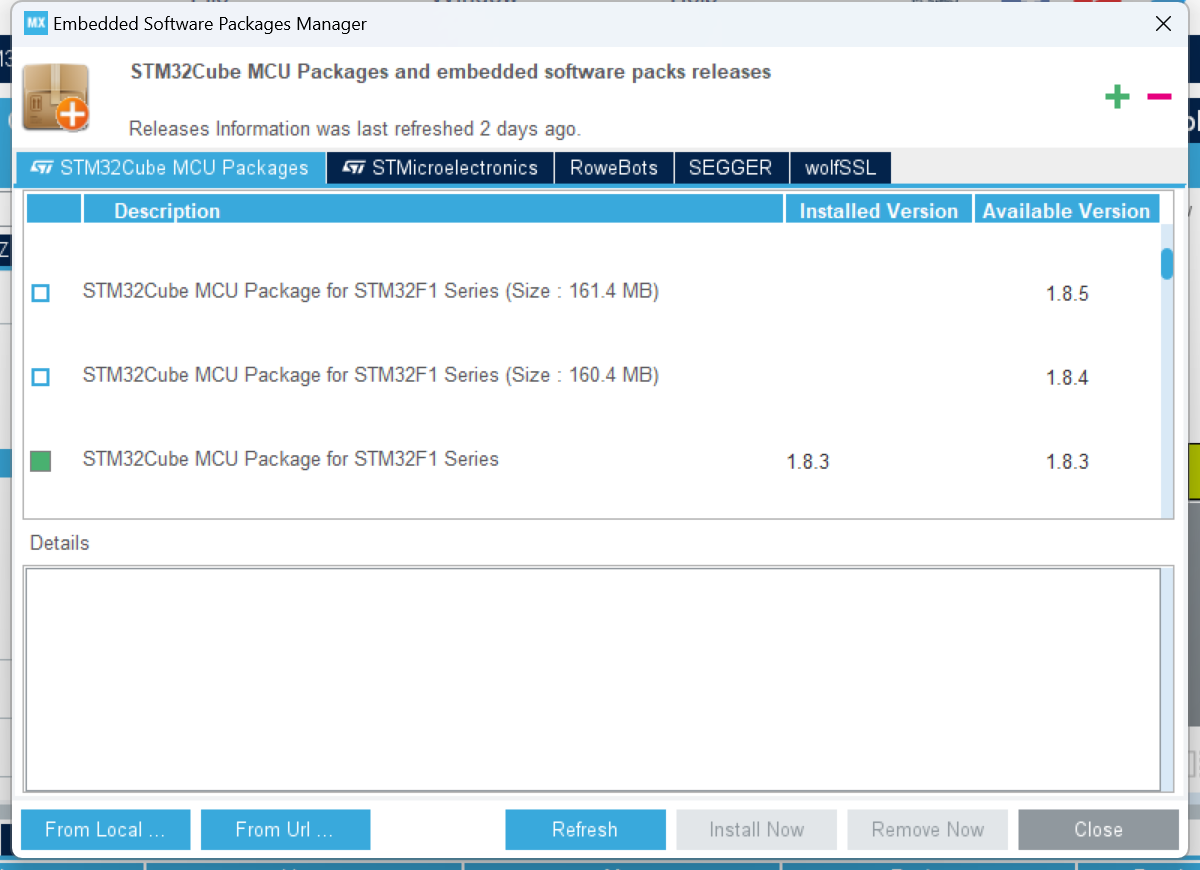 MX Embedded Software Packages Manager
STM32Cube MCU Packages and embedded software packs releases
Releases Information was last refreshed 2 days ago.
STM32Cube MCU Packages STMicroelectronics RoweBots SEGGER wolfSSL
Description Installed Version Available Version
STM32Cube MCU Package for STM32F1 Series (Size : 161.4 MB) 1.8.5
STM32Cube MCU Package for STM32F1 Series (Size : 160.4 MB) 1.8.4
STM32Cube MCU Package for STM32F1 Series 1.8.3 1.8.3
Details
From Local ... From Url ... Refresh Install Now Remove Now Close